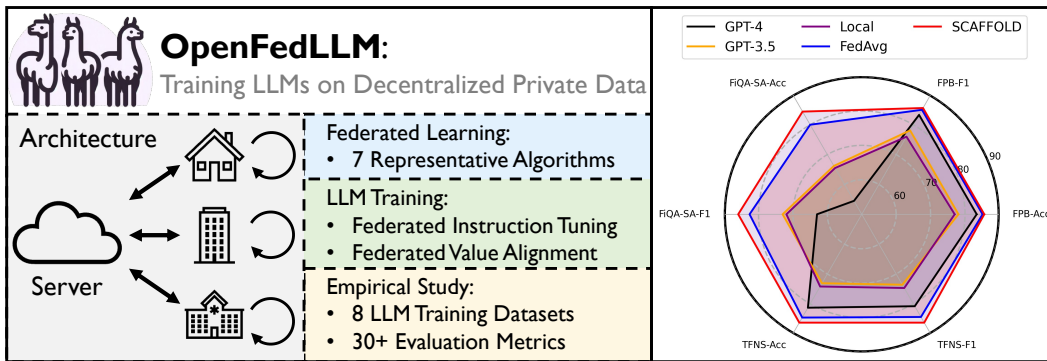 OpenFedLLM:
Training LLMs on Decentralized Private Data
Architecture
Server
Federated Learning:
• 7 Representative Algorithms
LLM Training:
• Federated Instruction Tuning
• Federated Value Alignment
Empirical Study:
• 8 LLM Training Datasets
• 30+ Evaluation Metrics
GPT-4
GPT-3.5
Local
FedAvg
SCAFFOLD
FiQA-SA-Acc
FPB-F1
90
80
70
60
FiQA-SA-F1
FPB-Acc
TFNS-Acc
TFNS-F1